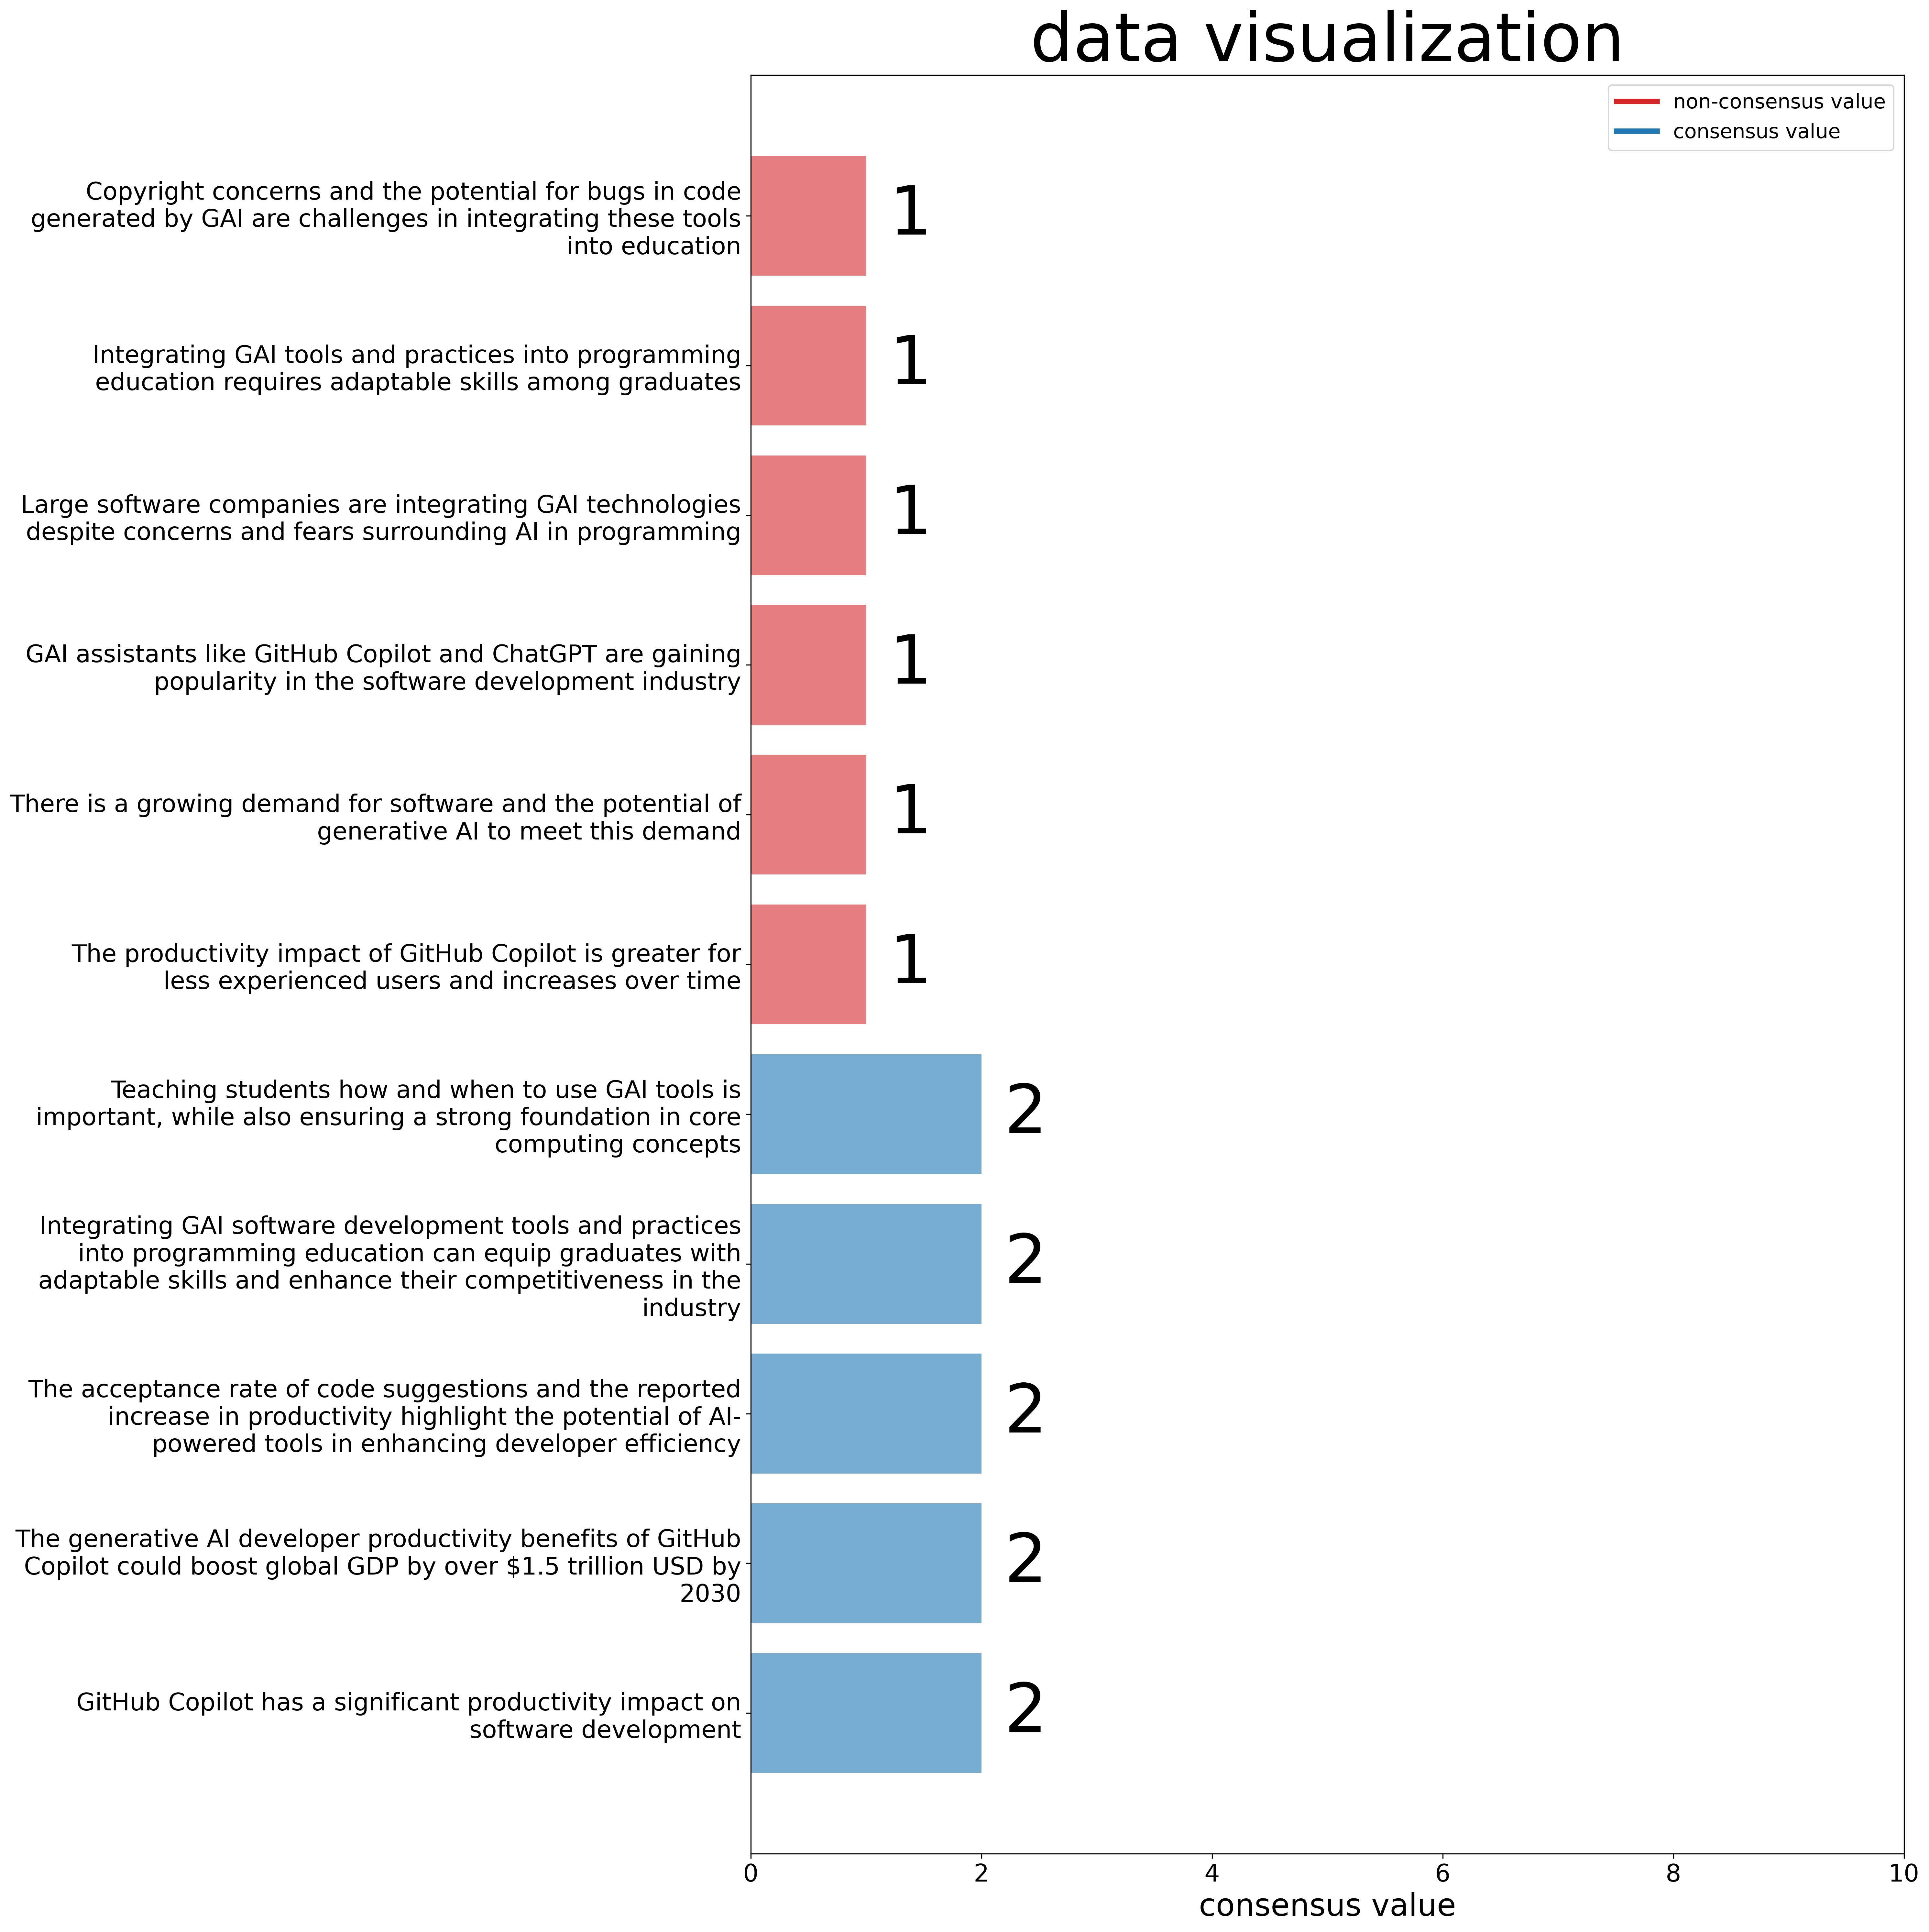 data visualization
non-consensus value
consensus value
Copyright concerns and the potential for bugs in code
generated by GAI are challenges in integrating these tools
into education
1
Integrating GAI tools and practices into programming
education requires adaptable skills among graduates
1
Large software companies are integrating GAI technologies
despite concerns and fears surrounding AI in programming
1
GAI assistants like GitHub Copilot and ChatGPT are gaining
popularity in the software development industry
1
There is a growing demand for software and the potential of
generative AI to meet this demand
1
The productivity impact of GitHub Copilot is greater for
less experienced users and increases over time
1
Teaching students how and when to use GAI tools is
important, while also ensuring a strong foundation in core
computing concepts
2
Integrating GAI software development tools and practices
into programming education can equip graduates with
adaptable skills and enhance their competitiveness in the
industry
2
The acceptance rate of code suggestions and the reported
increase in productivity highlight the potential of AI-
powered tools in enhancing developer efficiency
2
The generative AI developer productivity benefits of GitHub
Copilot could boost global GDP by over $1.5 trillion USD by
2030
2
GitHub Copilot has a significant productivity impact on
software development
2
0 2 4 6 8 10
consensus value